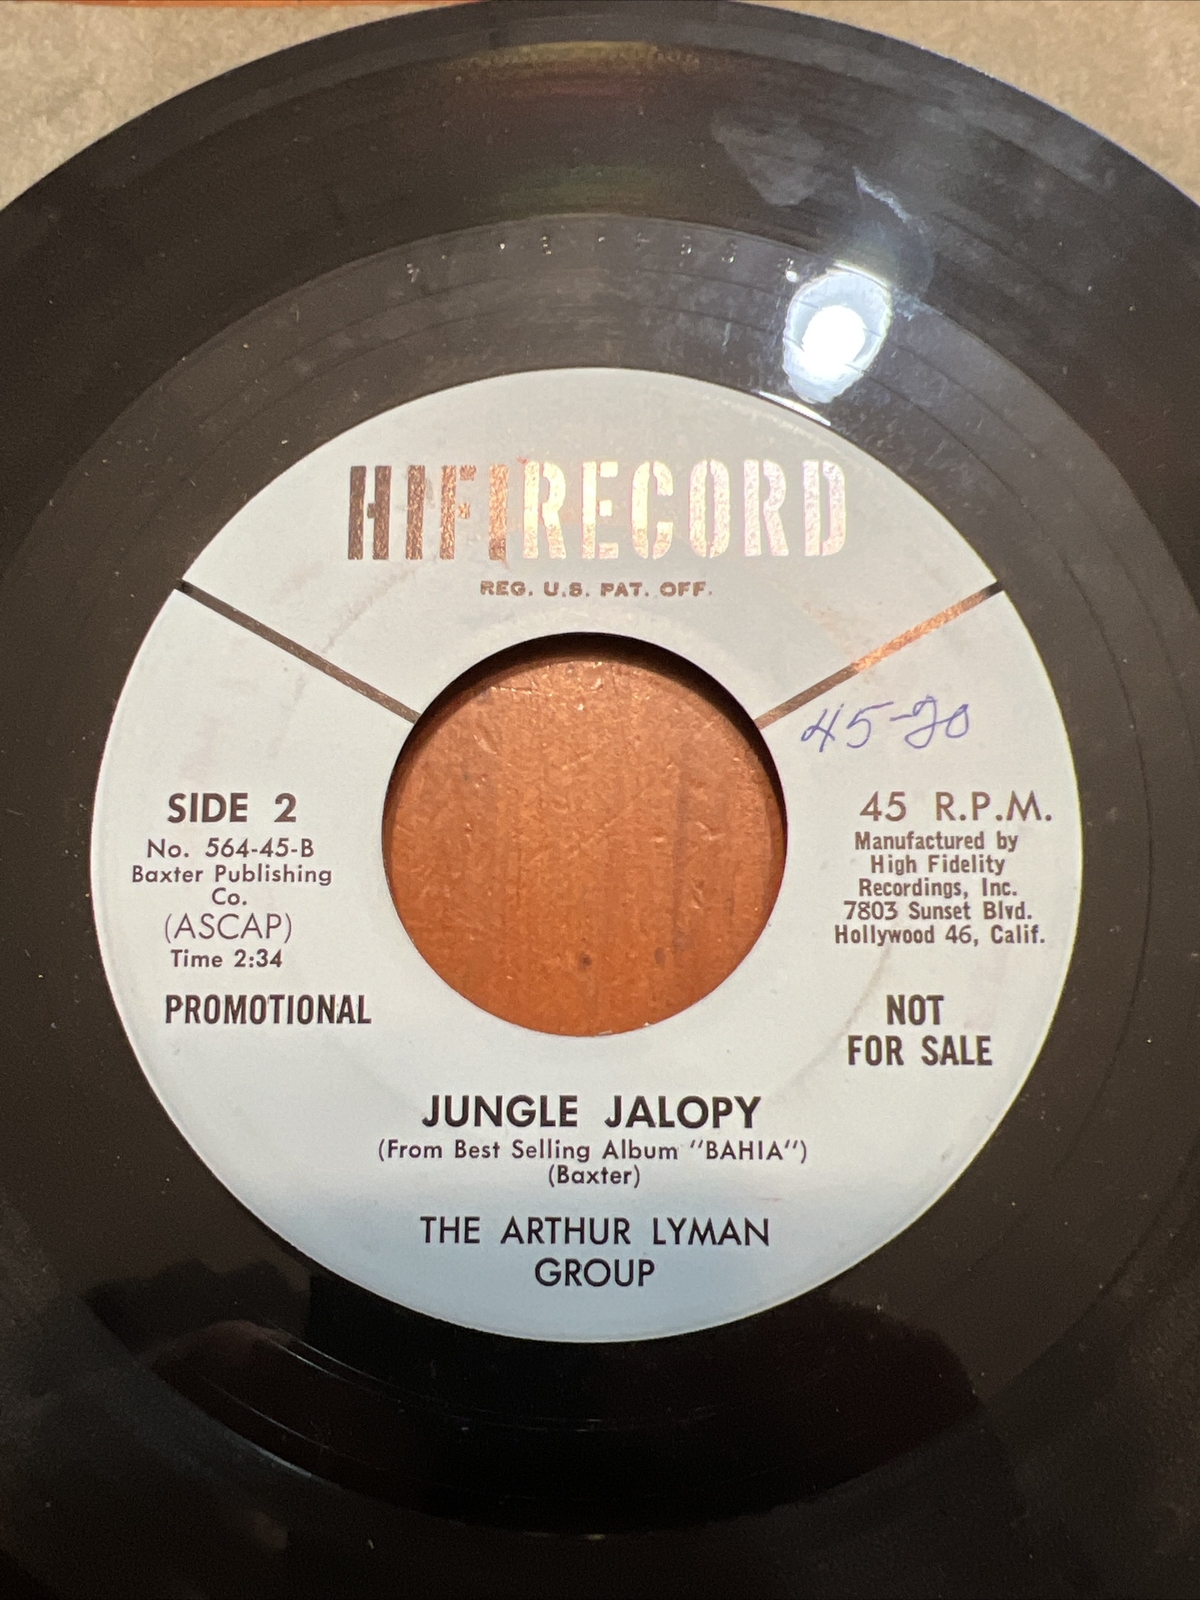 HIFIRECORD
REG. U.S. PAT. OFF.
45-20
SIDE 2
No. 564-45-B
Baxter Publishing
Co.
(ASCAP)
Time 2:34
PROMOTIONAL
45 R.P.M.
Manufactured by
High Fidelity
Recordings, Inc.
7803 Sunset Blvd.
Hollywood 46, Calif.
NOT
FOR SALE
JUNGLE JALOPY
(From Best Selling Album "BAHIA")
(Baxter)
THE ARTHUR LYMAN
GROUP